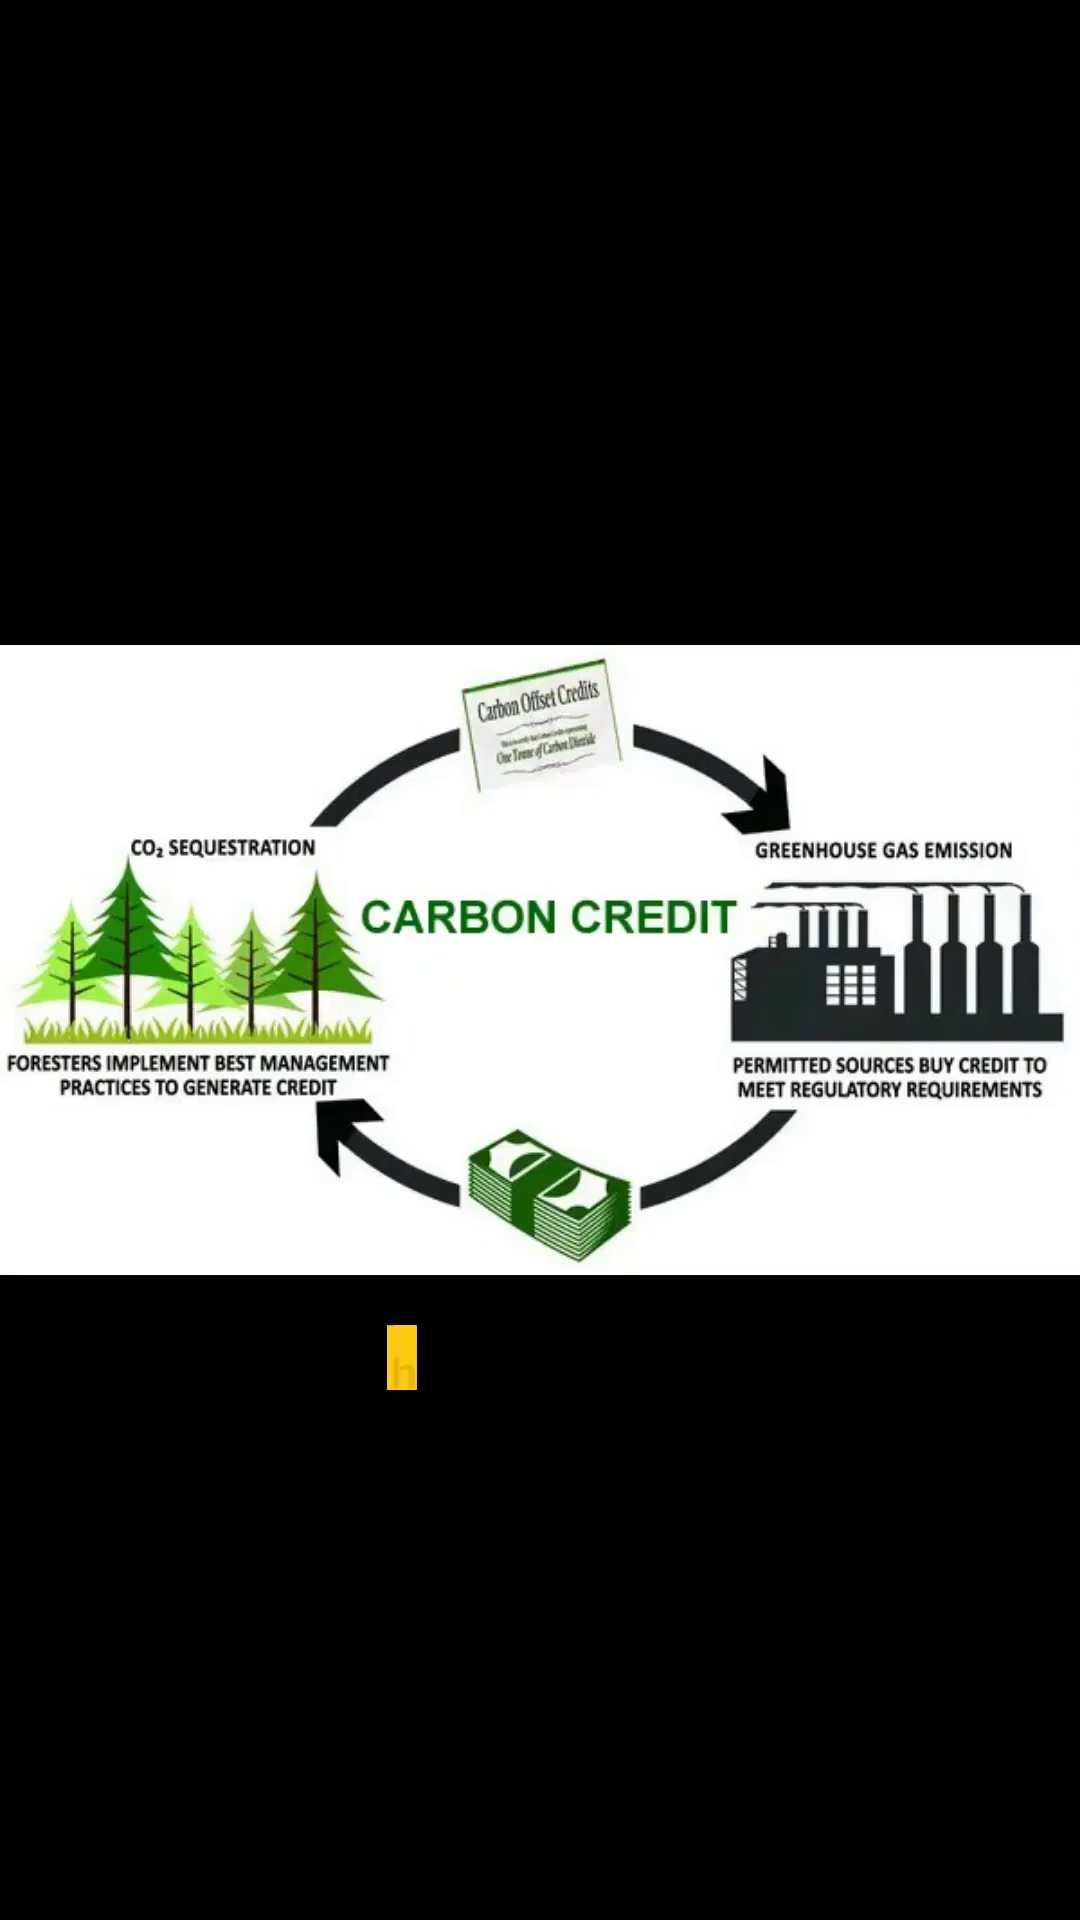 Carbon Offset Credits
One Tonne of Carbon Dioxide
CO₂ SEQUESTRATION
GREENHOUSE GAS EMISSION
CARBON CREDIT
FORESTERS IMPLEMENT BEST MANAGEMENT
PRACTICES TO GENERATE CREDIT
PERMITTED SOURCES BUY CREDIT TO
MEET REGULATORY REQUIREMENTS
h